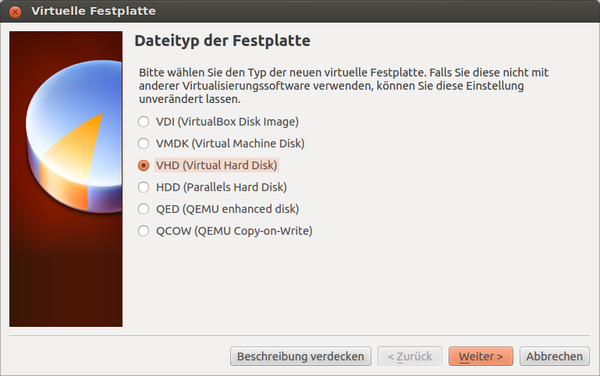 Virtuelle Festplatte
Dateityp der Festplatte
Bitte wählen Sie den Typ der neuen virtuelle Festplatte. Falls Sie diese nicht mit
anderer Virtualisierungssoftware verwenden, können Sie diese Einstellung
unverändert lassen.
VDI (VirtualBox Disk Image)
VMDK (Virtual Machine Disk)
VHD (Virtual Hard Disk)
HDD (Parallels Hard Disk)
QED (QEMU enhanced disk)
QCOW (QEMU Copy-on-Write)
Beschreibung verdecken < Zurück Weiter > Abbrechen